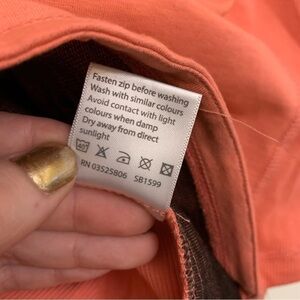 Fasten zip before washing
Wash with similar colours
Avoid contact with light
colours when damp
Dry away from direct
sunlight
40°
RN 03525806 SB1599